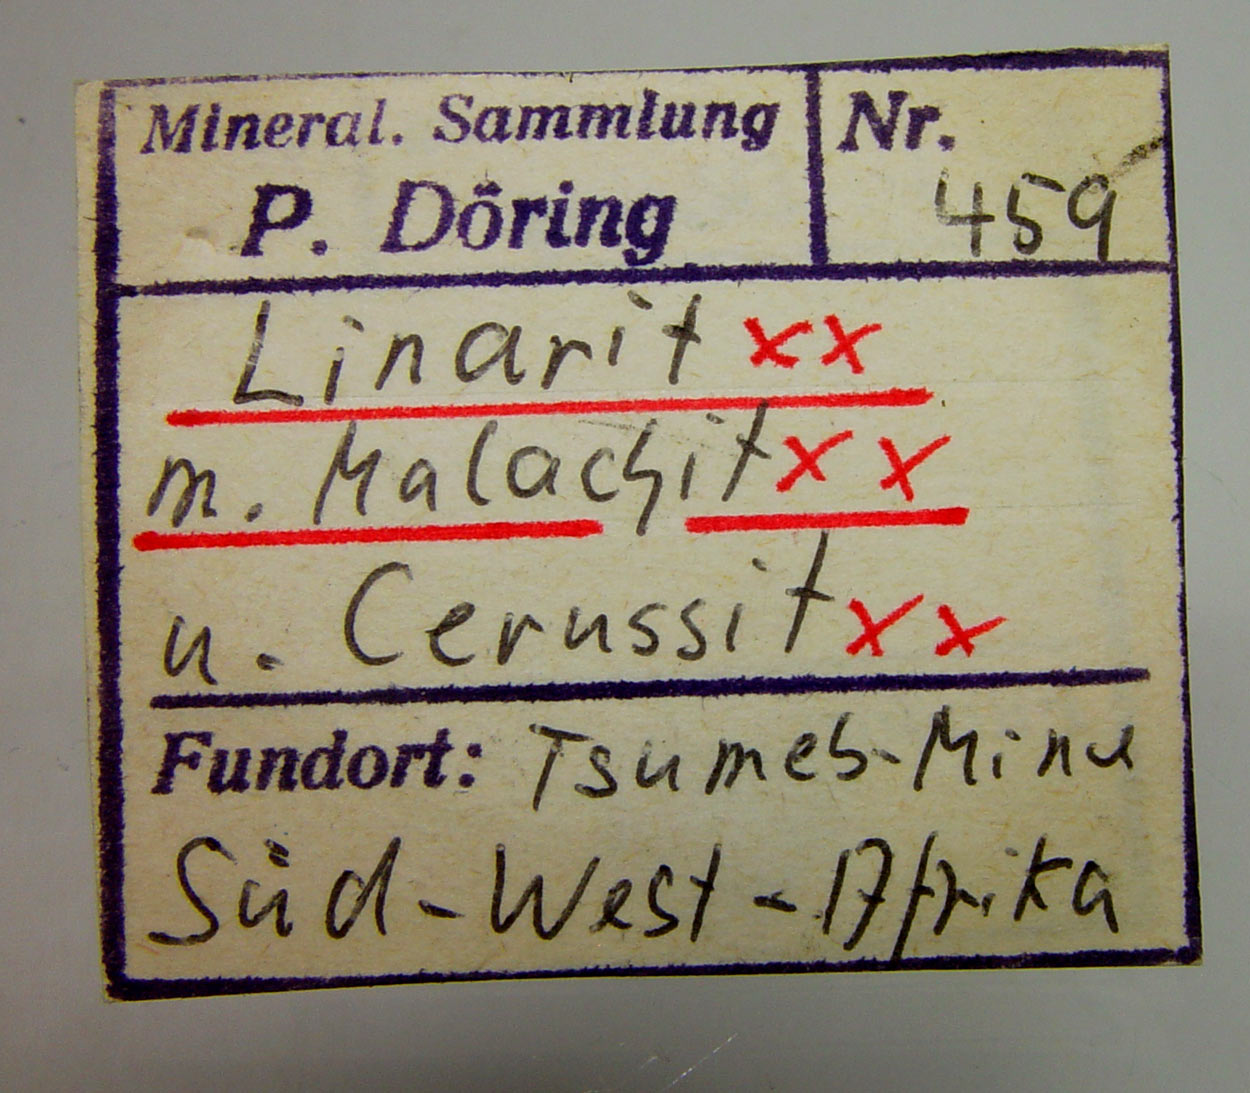 Mineral. Sammlung
P. Döring
Nr.
459
Linarit xx
m. Malachit xx
u. Cerussit xx
Fundort: Tsumeb-Mine
Süd-West-Afrika